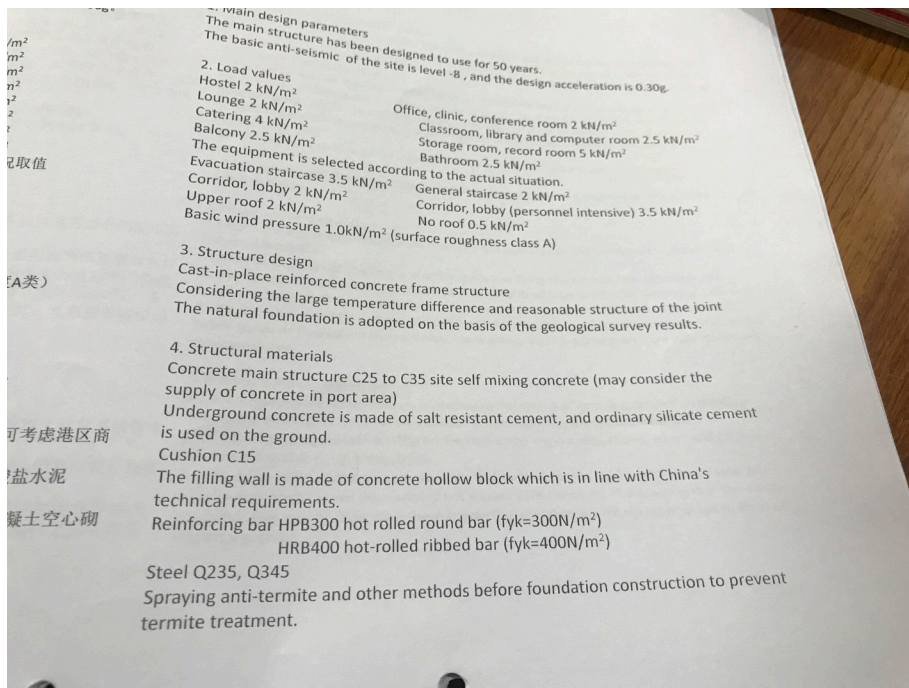 /m²
/m²
m²
m²
²
2
况取值
A类）
可考虑港区商
盐水泥
凝土空心砌
1. Main design parameters
The main structure has been designed to use for 50 years.
The basic anti-seismic of the site is level -8 , and the design acceleration is 0.30g.
2. Load values
Hostel 2 kN/m² Office, clinic, conference room 2 kN/m²
Lounge 2 kN/m² Classroom, library and computer room 2.5 kN/m²
Catering 4 kN/m² Storage room, record room 5 kN/m²
Balcony 2.5 kN/m² Bathroom 2.5 kN/m²
The equipment is selected according to the actual situation.
Evacuation staircase 3.5 kN/m² General staircase 2 kN/m²
Corridor, lobby 2 kN/m² Corridor, lobby (personnel intensive) 3.5 kN/m²
Upper roof 2 kN/m² No roof 0.5 kN/m²
Basic wind pressure 1.0kN/m² (surface roughness class A)
3. Structure design
Cast-in-place reinforced concrete frame structure
Considering the large temperature difference and reasonable structure of the joint
The natural foundation is adopted on the basis of the geological survey results.
4. Structural materials
Concrete main structure C25 to C35 site self mixing concrete (may consider the
supply of concrete in port area)
Underground concrete is made of salt resistant cement, and ordinary silicate cement
is used on the ground.
Cushion C15
The filling wall is made of concrete hollow block which is in line with China's
technical requirements.
Reinforcing bar HPB300 hot rolled round bar (fyk=300N/m²)
HRB400 hot-rolled ribbed bar (fyk=400N/m²)
Steel Q235, Q345
Spraying anti-termite and other methods before foundation construction to prevent
termite treatment.